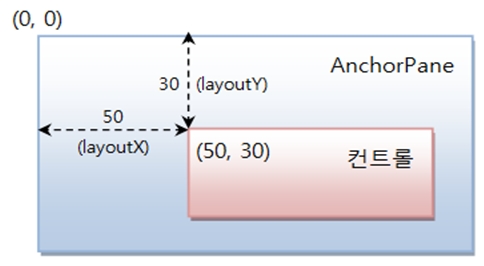 (0, 0)
AnchorPane
30 (layoutY)
50
(layoutX)
(50, 30)
컨트롤